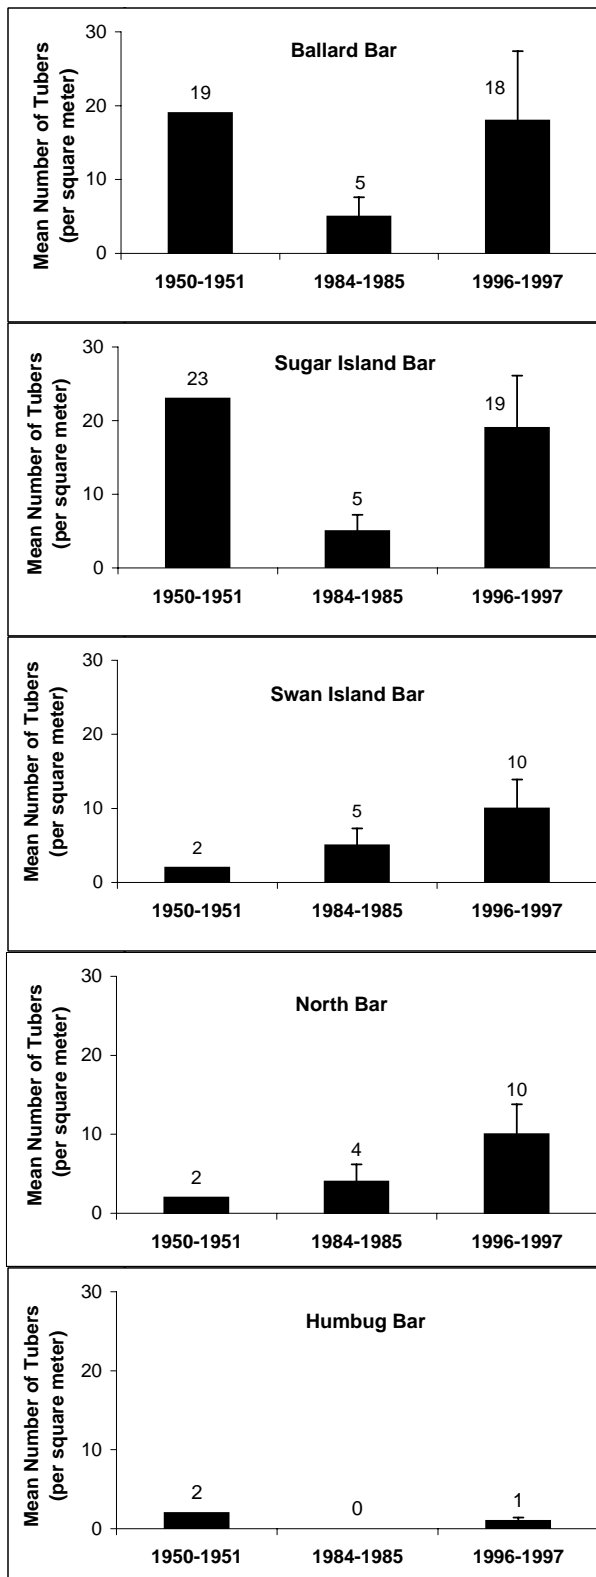 Ballard Bar
Mean Number of Tubers
(per square meter)
30
20
10
0
19
5
18
1950-1951 1984-1985 1996-1997
Sugar Island Bar
Mean Number of Tubers
(per square meter)
30
20
10
0
23
5
19
1950-1951 1984-1985 1996-1997
Swan Island Bar
Mean Number of Tubers
(per square meter)
30
20
10
0
2
5
10
1950-1951 1984-1985 1996-1997
North Bar
Mean Number of Tubers
(per square meter)
30
20
10
0
2
4
10
1950-1951 1984-1985 1996-1997
Humbug Bar
Mean Number of Tubers
(per square meter)
30
20
10
0
2
0
1
1950-1951 1984-1985 1996-1997